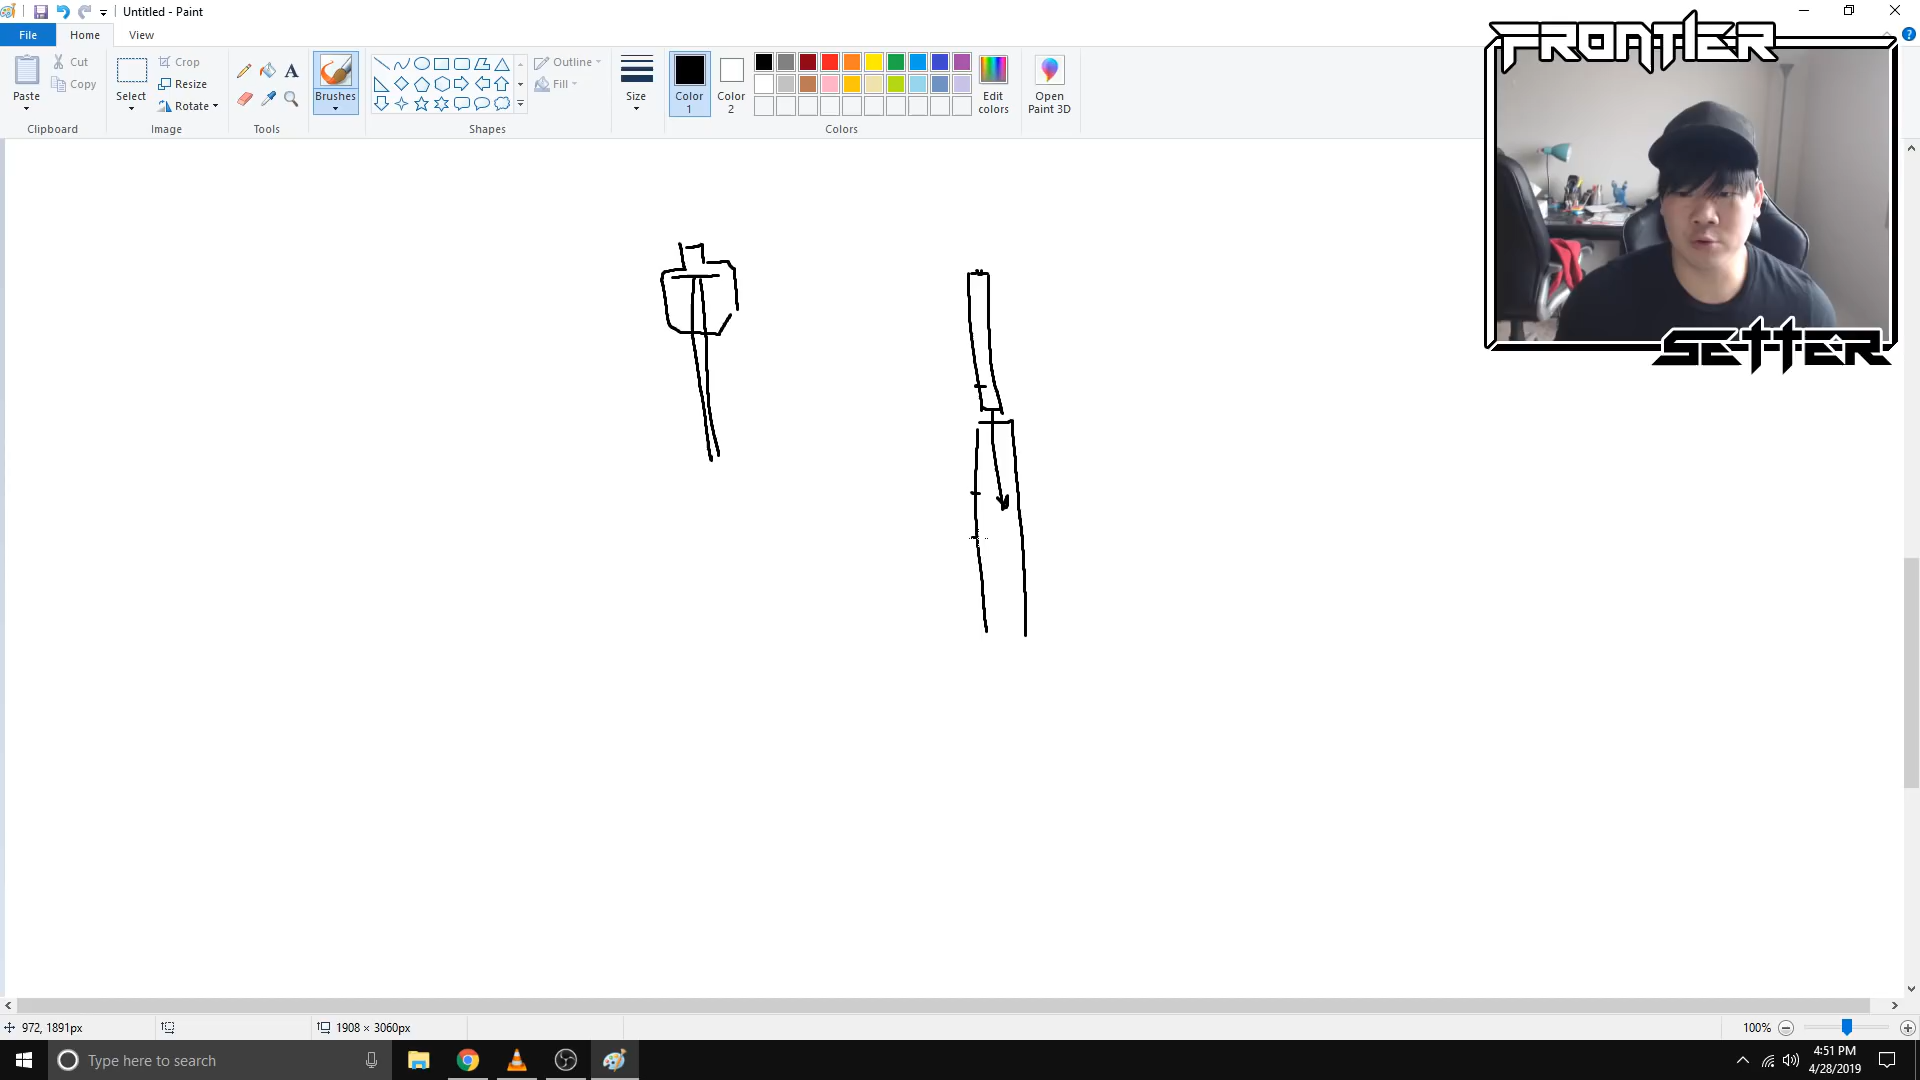 Untitled - Paint
File Home View
Paste
Cut
Copy
Clipboard
Select
Crop
Resize
Rotate
Image
A
Tools
Brushes
Outline
Fill
Shapes
Size
Color 1
Color 2
Edit colors
Colors
Open Paint 3D
FRONTIER
SETTER
972, 1891px
1908 × 3060px
100%
Type here to search
4:51 PM
4/28/2019